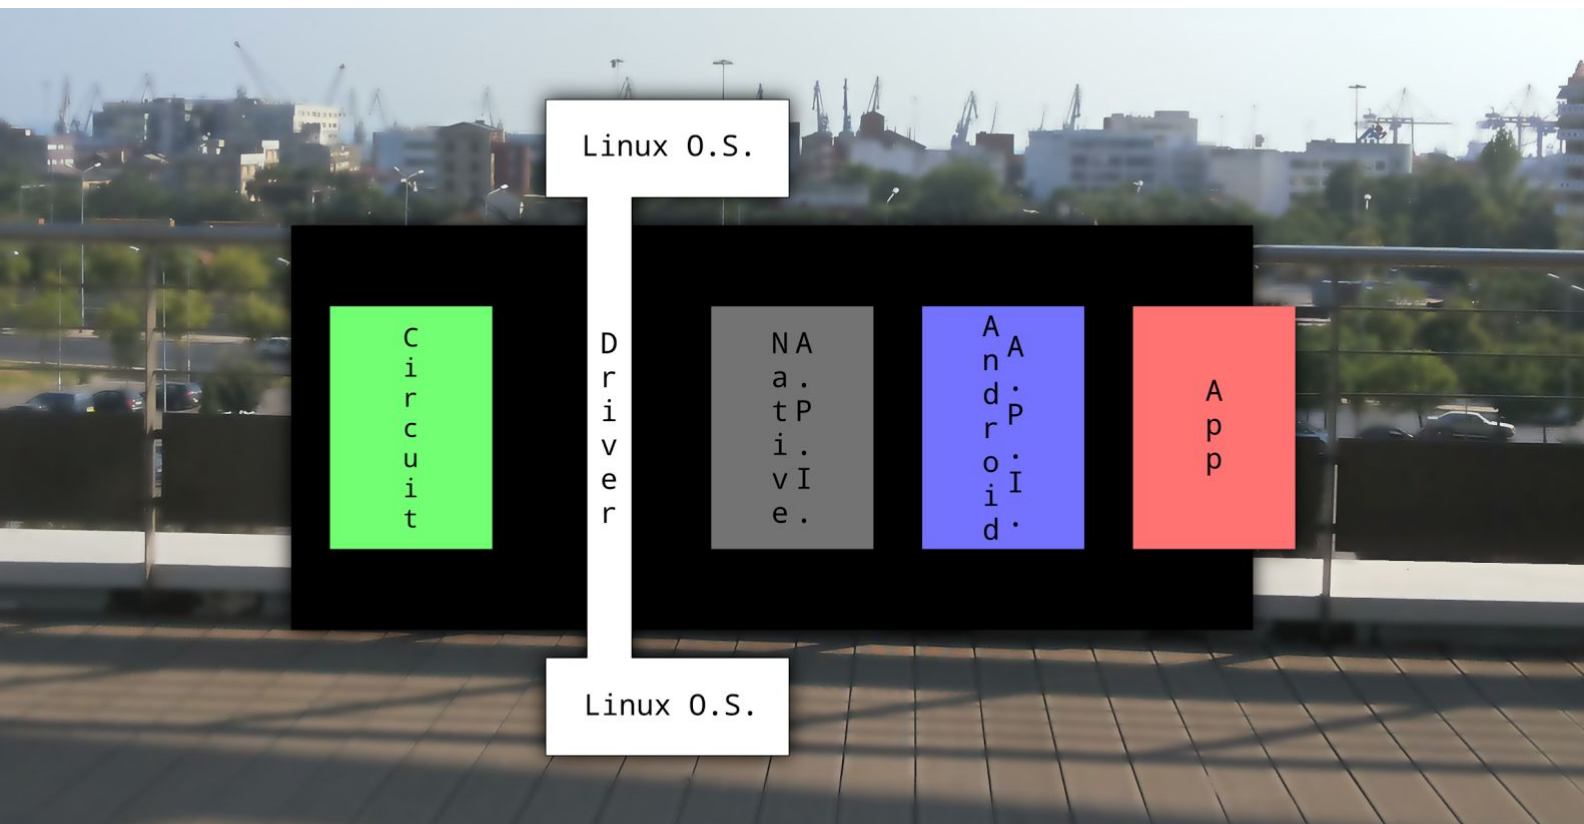 Linux O.S.
Circuit
Driver
Native
A.P.I.
Android
A.P.I.
App
Linux O.S.